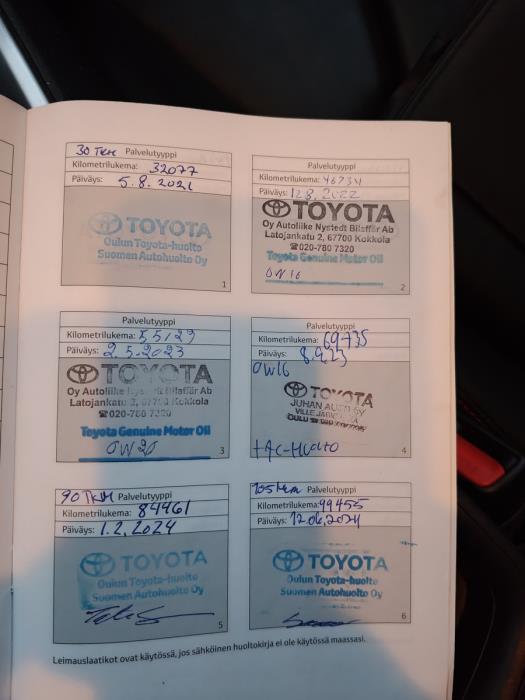 30 TKM Palvelutyyppi
Kilometrilukema: 32077
Päiväys: 5.8.2021
TOYOTA
Oulun Toyota-huolto
Suomen Autohuolto Oy
1
Palvelutyyppi
Kilometrilukema: 46734
Päiväys: 12.8.2022
TOYOTA
Oy Autoliike Nystedt Bilaffär Ab
Latojankatu 2, 67700 Kokkola
☎020-780 7320
Toyota Genuine Motor Oil
0W16
2
Palvelutyyppi
Kilometrilukema: 55129
Päiväys: 2.5.2023
TOYOTA
Oy Autoliike Nystedt Bilaffär Ab
Latojankatu 2, 67700 Kokkola
☎020-780 7320
Toyota Genuine Motor Oil
0W20
3
Palvelutyyppi
Kilometrilukema: 69735
Päiväys: 8.9.23
0W16
TOYOTA
JUHAN AUTO OY
OULU
+AC-Huolto
4
90 TKM Palvelutyyppi
Kilometrilukema: 84461
Päiväys: 1.2.2024
TOYOTA
Oulun Toyota-huolto
Suomen Autohuolto Oy
5
105 tkm Palvelutyyppi
Kilometrilukema: 99455
Päiväys: 12.06.2024
TOYOTA
Oulun Toyota-huolto
Suomen Autohuolto Oy
6
Leimauslaatikot ovat käytössä, jos sähköinen huoltokirja ei ole käytössä maassasi.